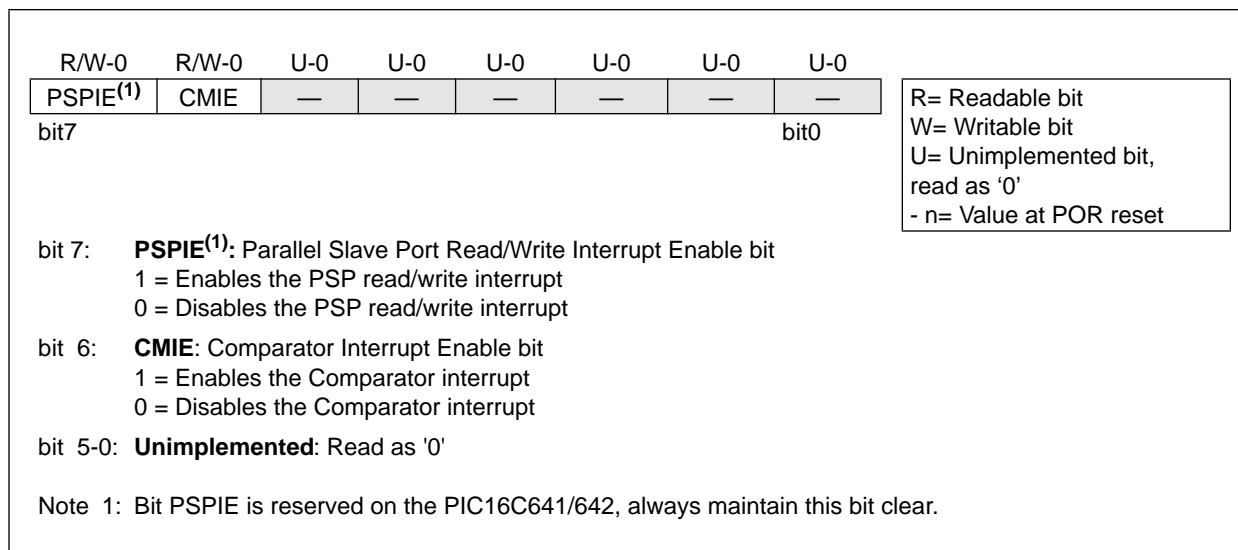 R/W-0 R/W-0 U-0 U-0 U-0 U-0 U-0 U-0
PSPIE(1) CMIE — — — — — —
bit7 bit0
R= Readable bit
W= Writable bit
U= Unimplemented bit,
read as ‘0’
- n= Value at POR reset
bit 7: PSPIE(1): Parallel Slave Port Read/Write Interrupt Enable bit
1 = Enables the PSP read/write interrupt
0 = Disables the PSP read/write interrupt
bit 6: CMIE: Comparator Interrupt Enable bit
1 = Enables the Comparator interrupt
0 = Disables the Comparator interrupt
bit 5-0: Unimplemented: Read as '0'
Note 1: Bit PSPIE is reserved on the PIC16C641/642, always maintain this bit clear.